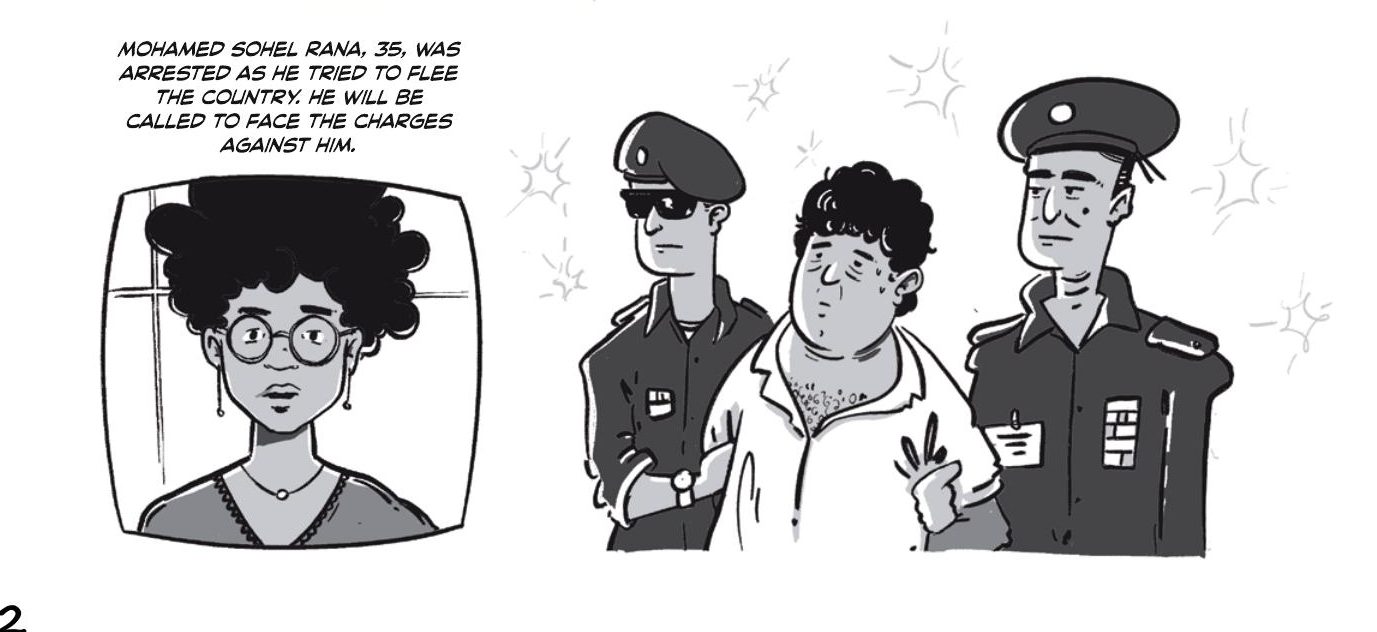 MOHAMED SOHEL RANA, 35, WAS
ARRESTED AS HE TRIED TO FLEE
THE COUNTRY. HE WILL BE
CALLED TO FACE THE CHARGES
AGAINST HIM.
2